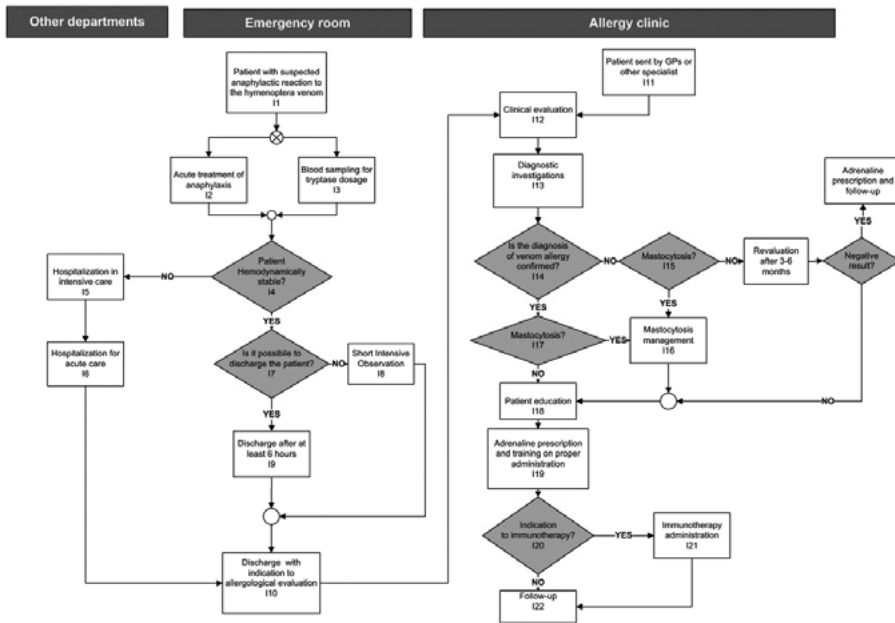 Other departments
Emergency room
Allergy clinic
Patient with suspected
anaphylactic reaction to
the hymenoptera venom
I1
Acute treatment of
anaphylaxis
I2
Blood sampling for
tryptase dosage
I3
Patient
Hemodynamically
stable?
I4
NO
Hospitalization in
intensive care
I5
Hospitalization for
acute care
I6
YES
Is it possibile to
discharge the patient?
I7
NO
Short Intensive
Observation
I8
YES
Discharge after at
least 6 hours
I9
Discharge with
indication to
allergological evaluation
I10
Patient sent by GPs or
other specialist
I11
Clinical evaluation
I12
Diagnostic
investigations
I13
Is the diagnosis
of venom allergy
confirmed?
I14
NO
Mastocytosis?
I15
NO
Revaluation
after 3-6
months
Negative
result?
YES
Adrenaline
prescription and
follow-up
YES
YES
Mastocytosis?
I17
YES
Mastocytosis
management
I16
NO
NO
Patient education
I18
Adrenaline prescription
and training on proper
administration
I19
Indication
to immunotherapy?
I20
YES
Immunotherapy
administration
I21
NO
Follow-up
I22